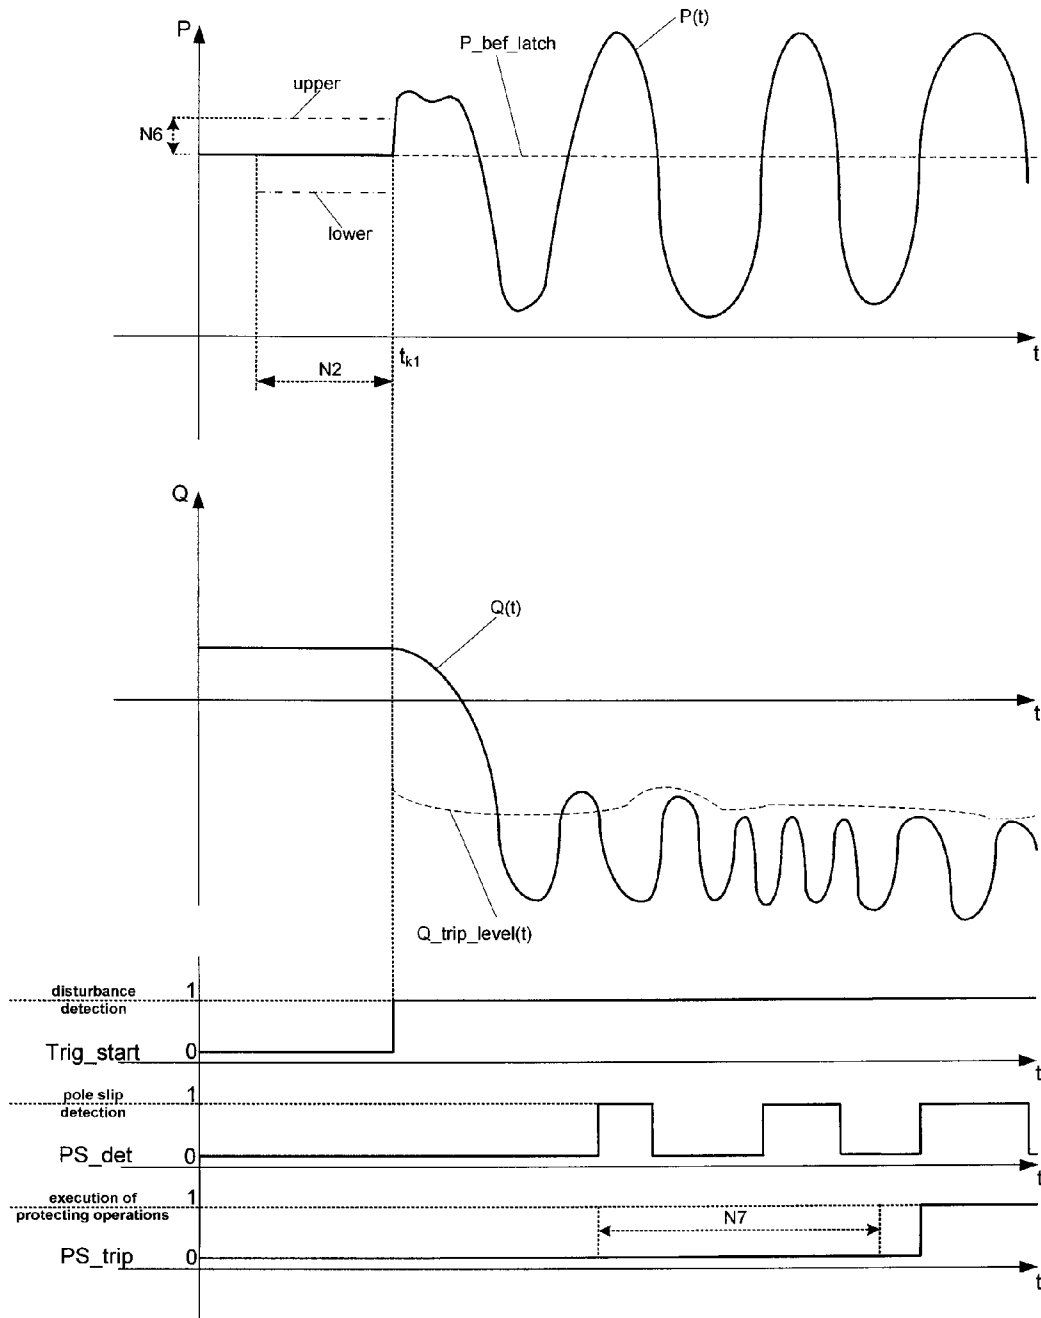 P
P(t)
P_bef_latch
upper
N6
lower
t
tk1
N2
Q
Q(t)
t
Q_trip_level(t)
disturbance
detection
1
Trig_start
0
t
pole slip
detection
1
PS_det
0
t
execution of
protecting operations
1
N7
PS_trip
0
t